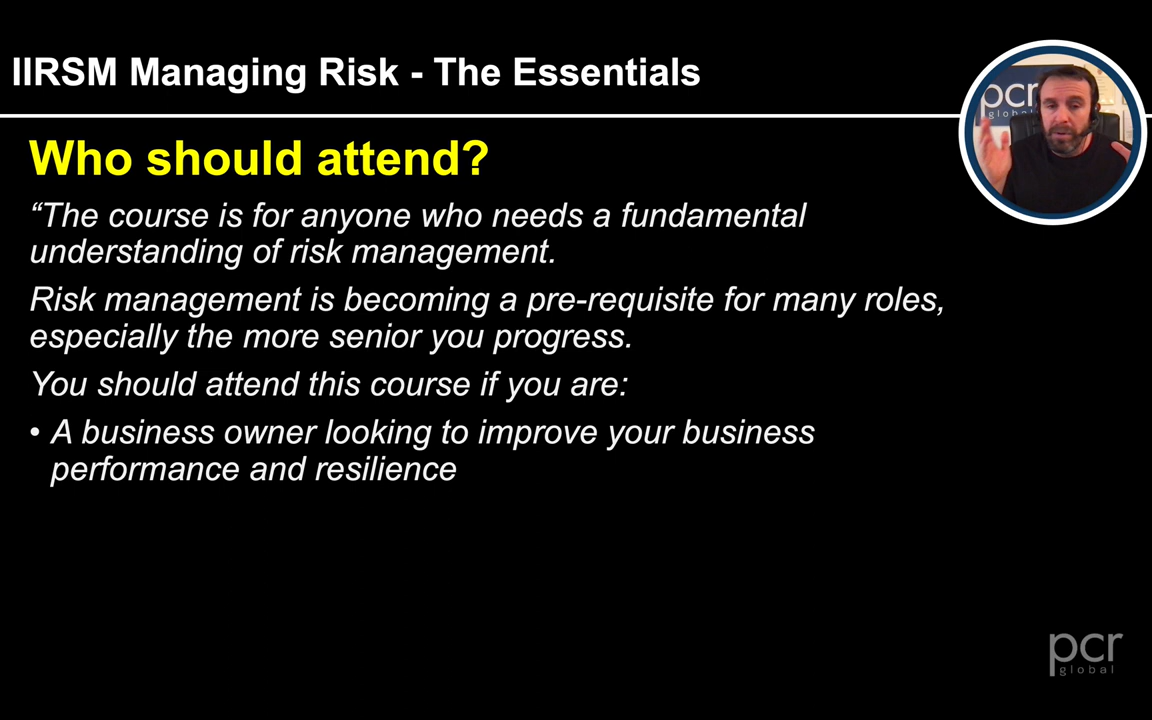 IIRSM Managing Risk - The Essentials
pcr
global
Who should attend?
“The course is for anyone who needs a fundamental
understanding of risk management.
Risk management is becoming a pre-requisite for many roles,
especially the more senior you progress.
You should attend this course if you are:
• A business owner looking to improve your business
performance and resilience
pcr
global